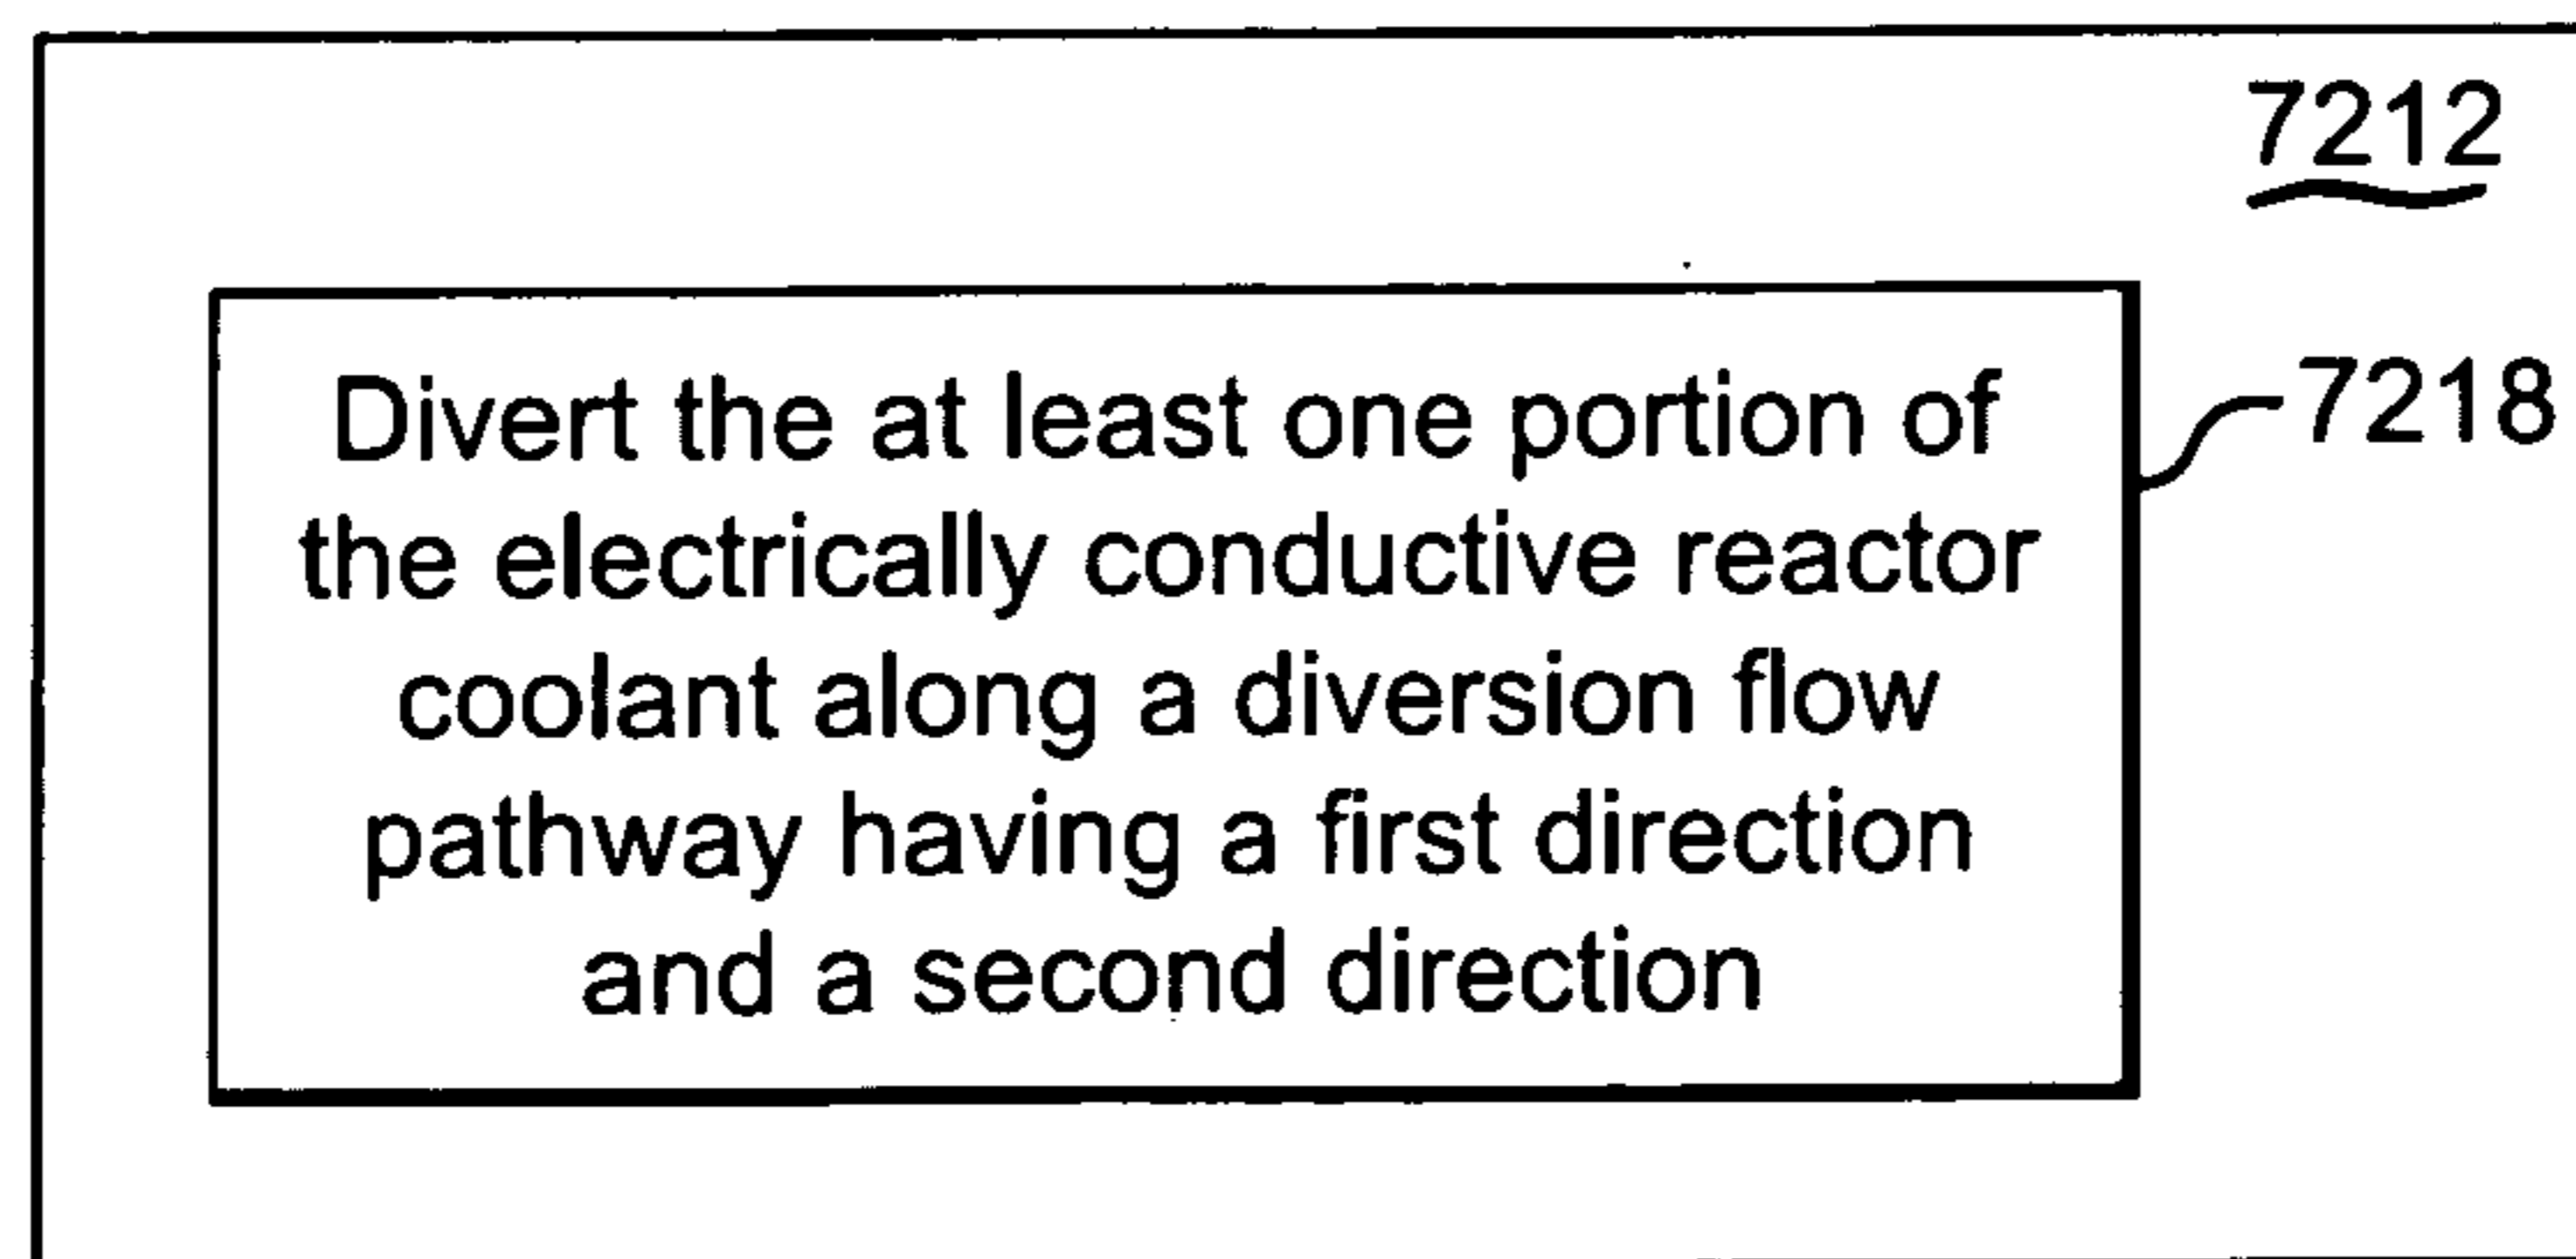 7212
Divert the at least one portion of
7218
the electrically conductive reactor
coolant along a diversion flow
pathway having a first direction
and a second direction